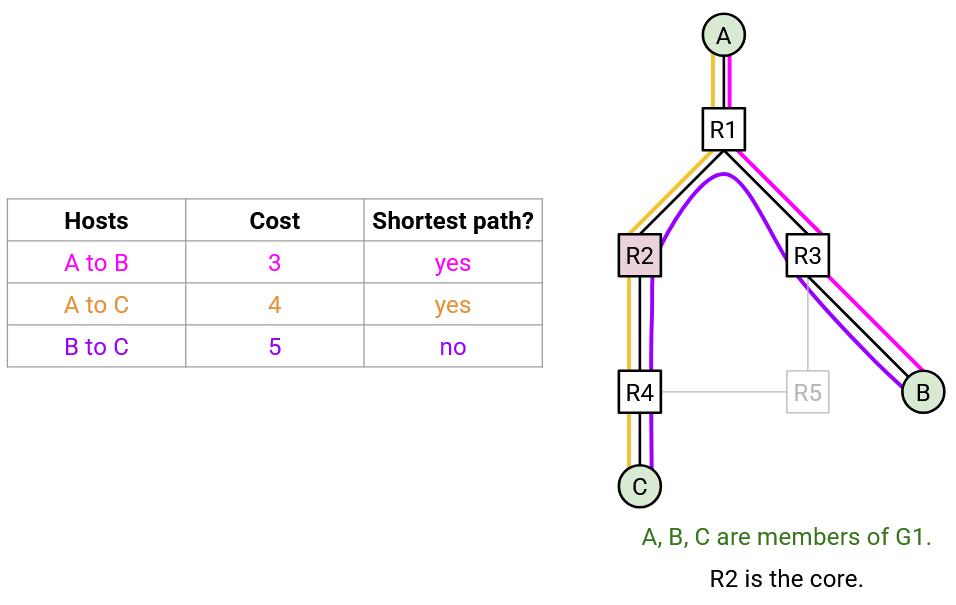 Hosts Cost Shortest path?
A to B 3 yes
A to C 4 yes
B to C 5 no
A
R1
R2 R3
R4 R5 B
C
A, B, C are members of G1.
R2 is the core.